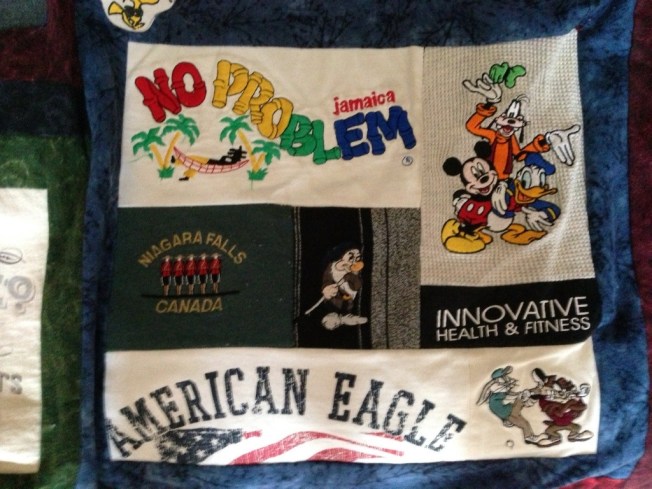 NO PROBLEM
jamaica
®
NIAGARA FALLS
CANADA
INNOVATIVE
HEALTH & FITNESS
AMERICAN EAGLE